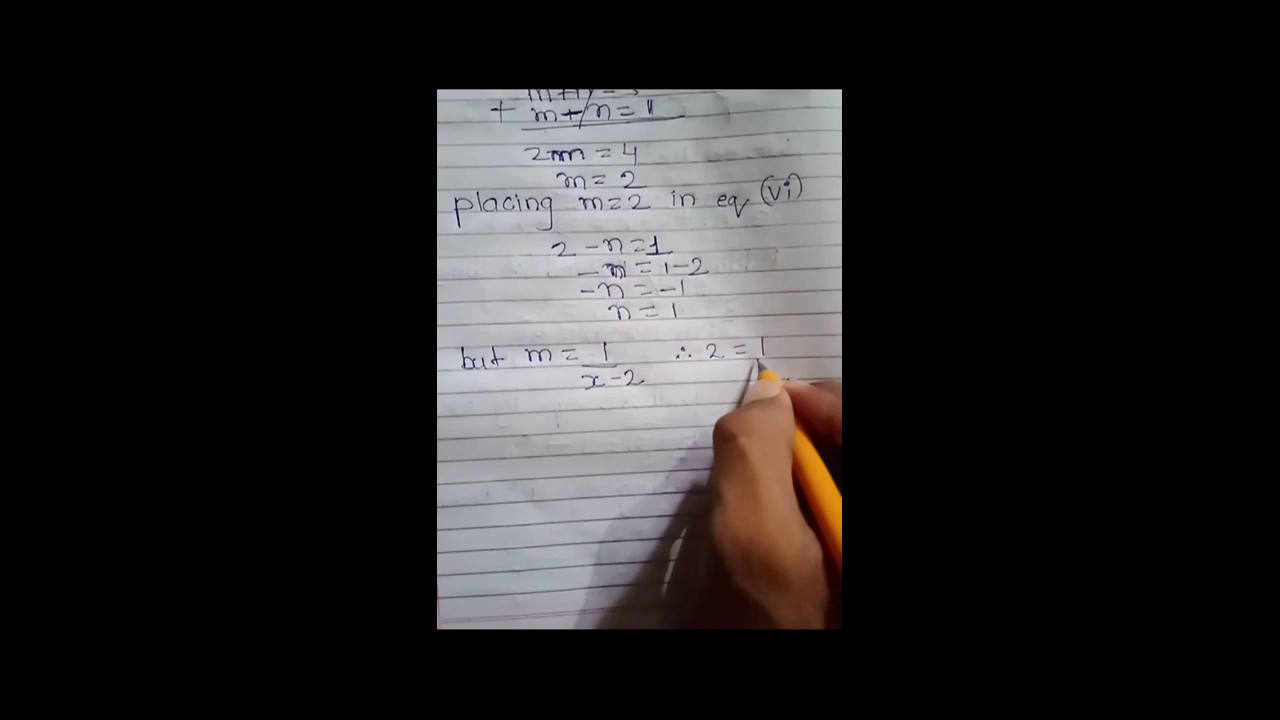 + m - n = 1
2m = 4
m = 2
placing m=2 in eq (vi)
2 - n = 1
- n = 1-2
- n = -1
n = 1
but m = 1/x-2 ∴ 2 = 1